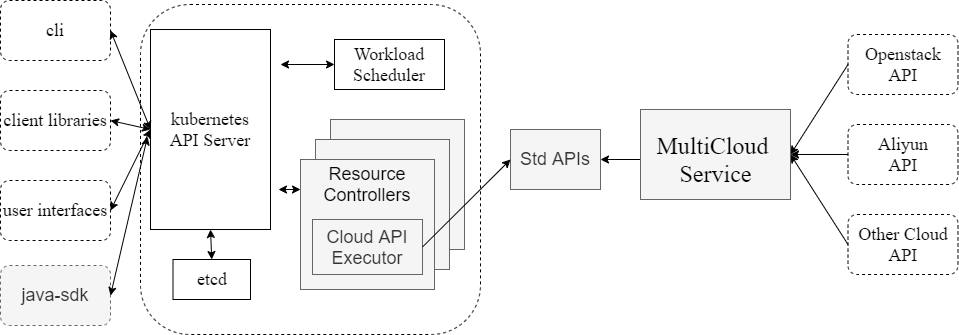 cli
client libraries
user interfaces
java-sdk
kubernetes
API Server
etcd
Workload
Scheduler
Resource
Controllers
Cloud API
Executor
Std APIs
MultiCloud
Service
Openstack
API
Aliyun
API
Other Cloud
API